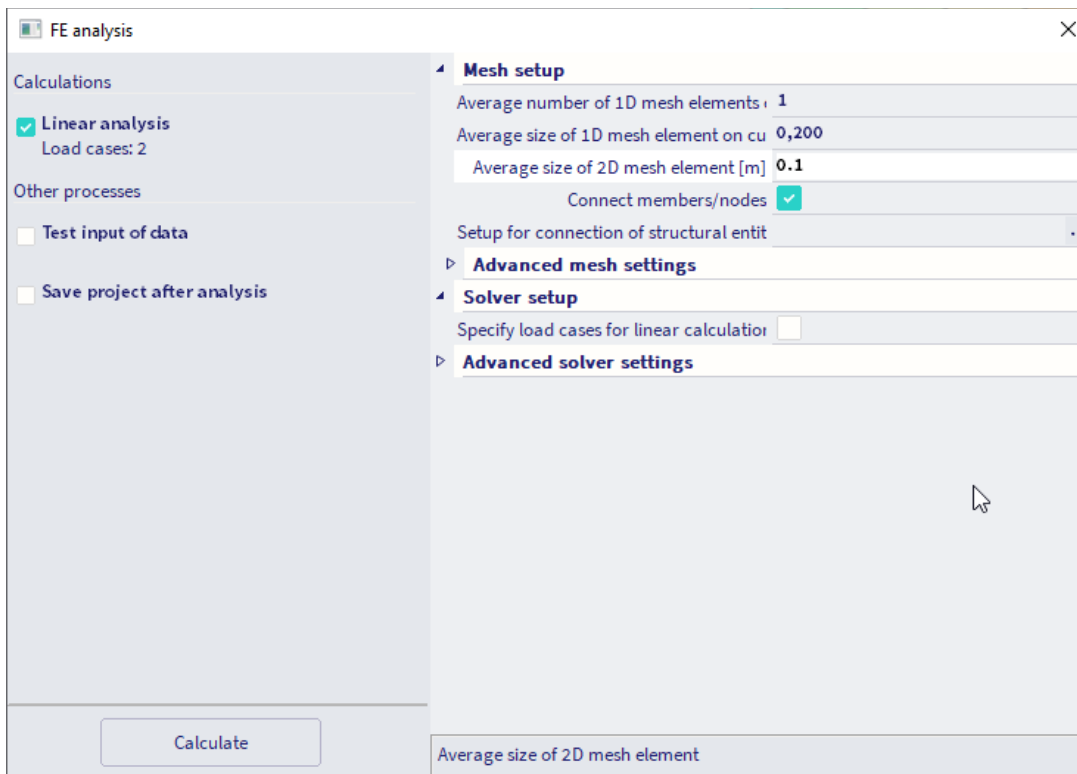 FE analysis
Calculations
Linear analysis
Load cases: 2
Other processes
Test input of data
Save project after analysis
Calculate
Mesh setup
Average number of 1D mesh elements 1
Average size of 1D mesh element on cu 0,200
Average size of 2D mesh element [m] 0.1
Connect members/nodes
Setup for connection of structural entit
Advanced mesh settings
Solver setup
Specify load cases for linear calculation
Advanced solver settings
Average size of 2D mesh element